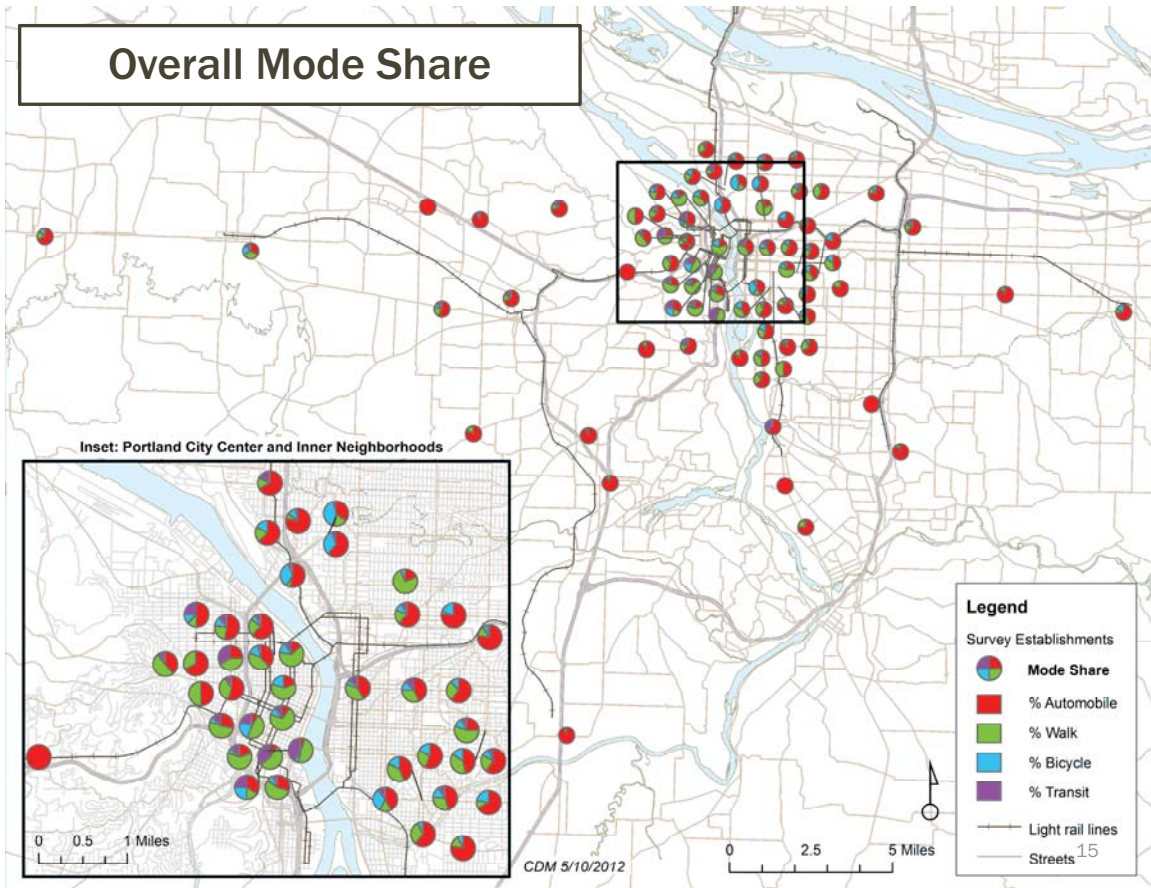 Overall Mode Share
Inset: Portland City Center and Inner Neighborhoods
0 0.5 1 Miles
CDM 5/10/2012
0 2.5 5 Miles
Legend
Survey Establishments
Mode Share
% Automobile
% Walk
% Bicycle
% Transit
Light rail lines
Streets
15